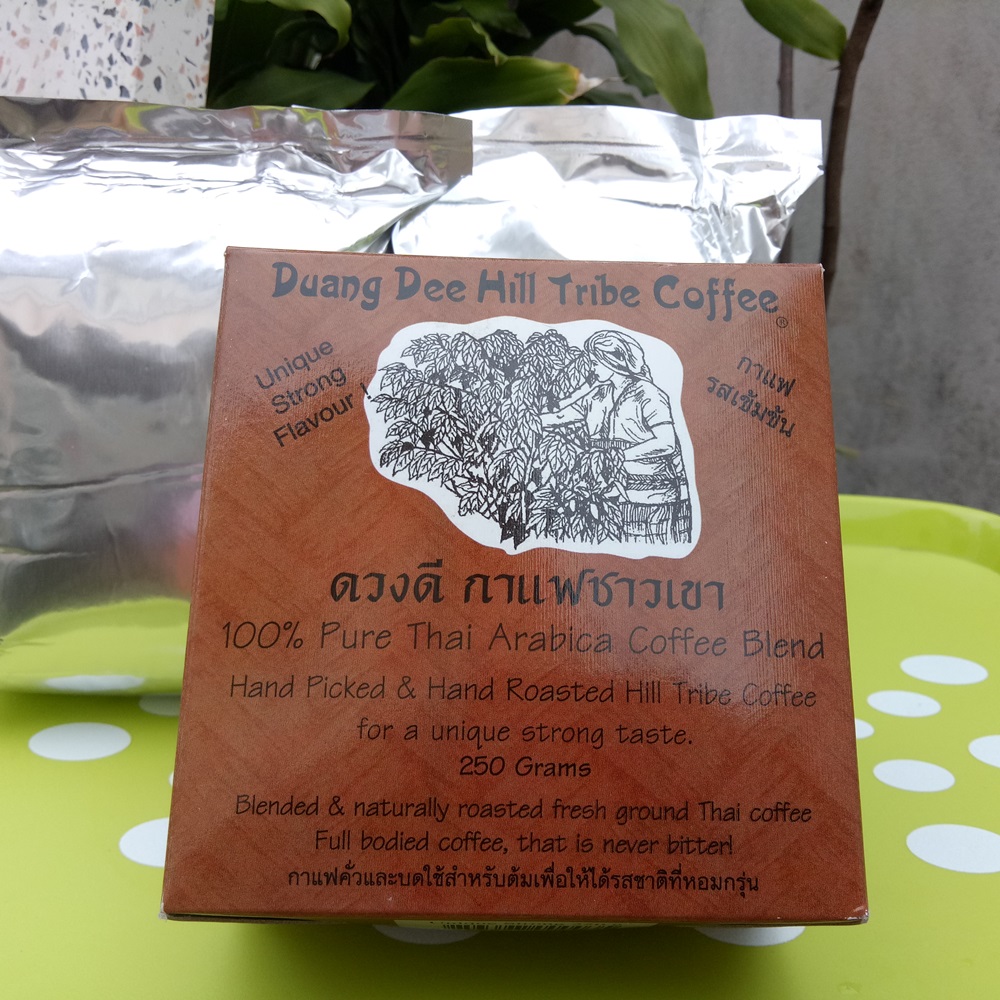 Duang Dee Hill Tribe Coffee®
Unique
Strong
Flavour !
กาแฟ
รสเข้มข้น
ดวงดี กาแฟชาวเขา
100% Pure Thai Arabica Coffee Blend
Hand Picked & Hand Roasted Hill Tribe Coffee
for a unique strong taste.
250 Grams
Blended & naturally roasted fresh ground Thai coffee
Full bodied coffee, that is never bitter!
กาแฟคั่วและบดใช้สำหรับต้มเพื่อให้ได้รสชาติที่หอมกรุ่น